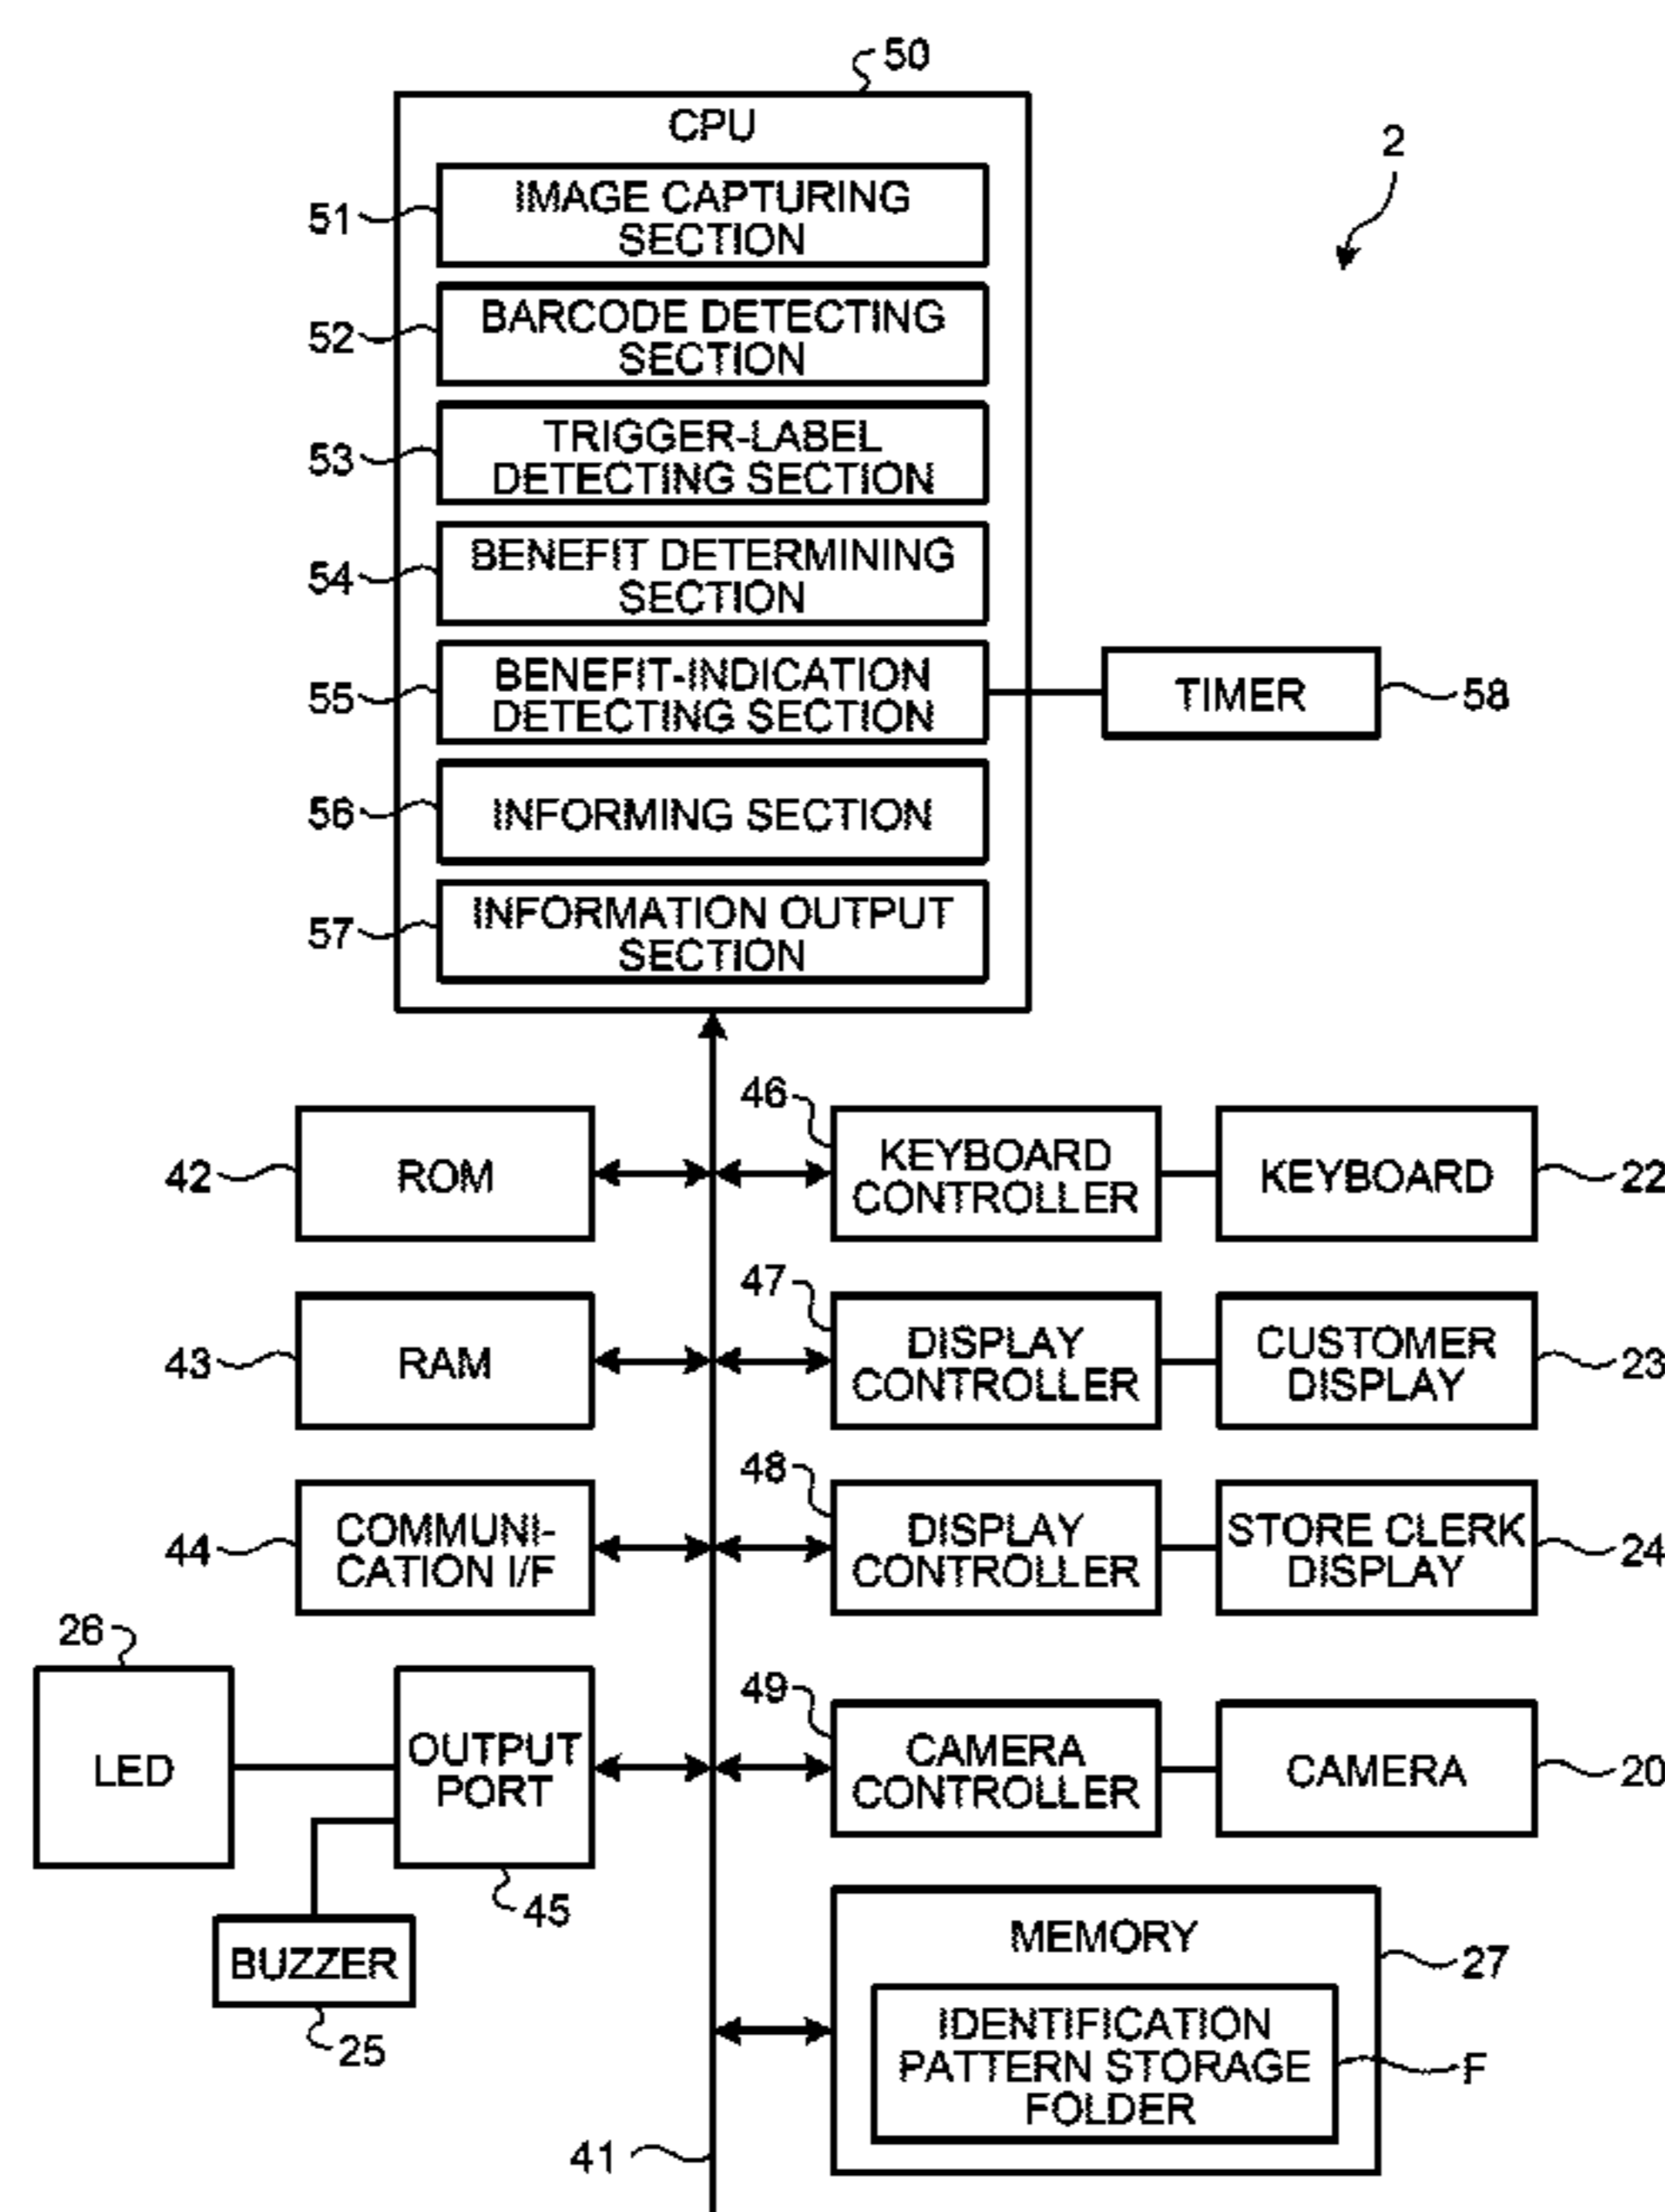 50
CPU
2
51
IMAGE CAPTURING
SECTION
52
BARCODE DETECTING
SECTION
53
TRIGGER-LABEL
DETECTING SECTION
54
BENEFIT DETERMINING
SECTION
55
BENEFIT-INDICATION
DETECTING SECTION
TIMER
58
56
INFORMING SECTION
57
INFORMATION OUTPUT
SECTION
42
ROM
46
KEYBOARD
CONTROLLER
KEYBOARD
22
43
RAM
47
DISPLAY
CONTROLLER
CUSTOMER
DISPLAY
23
44
COMMUNI-
CATION I/F
48
DISPLAY
CONTROLLER
STORE CLERK
DISPLAY
24
26
LED
OUTPUT
PORT
45
49
CAMERA
CONTROLLER
CAMERA
20
BUZZER
25
MEMORY
27
IDENTIFICATION
PATTERN STORAGE
FOLDER
F
41